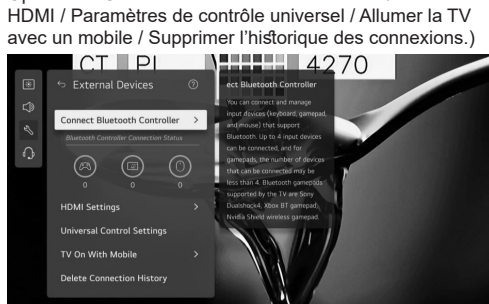 HDMI / Paramètres de contrôle universel / Allumer la TV
avec un mobile / Supprimer l'historique des connexions.)
CT PL 4270
External Devices
Connect Bluetooth Controller
Bluetooth Controller Connection Status
0 0 0
HDMI Settings
Universal Control Settings
TV On With Mobile
Delete Connection History
ect Bluetooth Controller
You can connect and manage
input devices (keyboard, gamepad,
and mouse) that support
Bluetooth. Up to 4 input devices
can be connected, and for
gamepads, the number of devices
that can be connected may be
less than 4. Bluetooth gamepads
supported by the TV are Sony
Dualshock4, Xbox BT gamepad,
Nvidia Shield wireless gamepad.